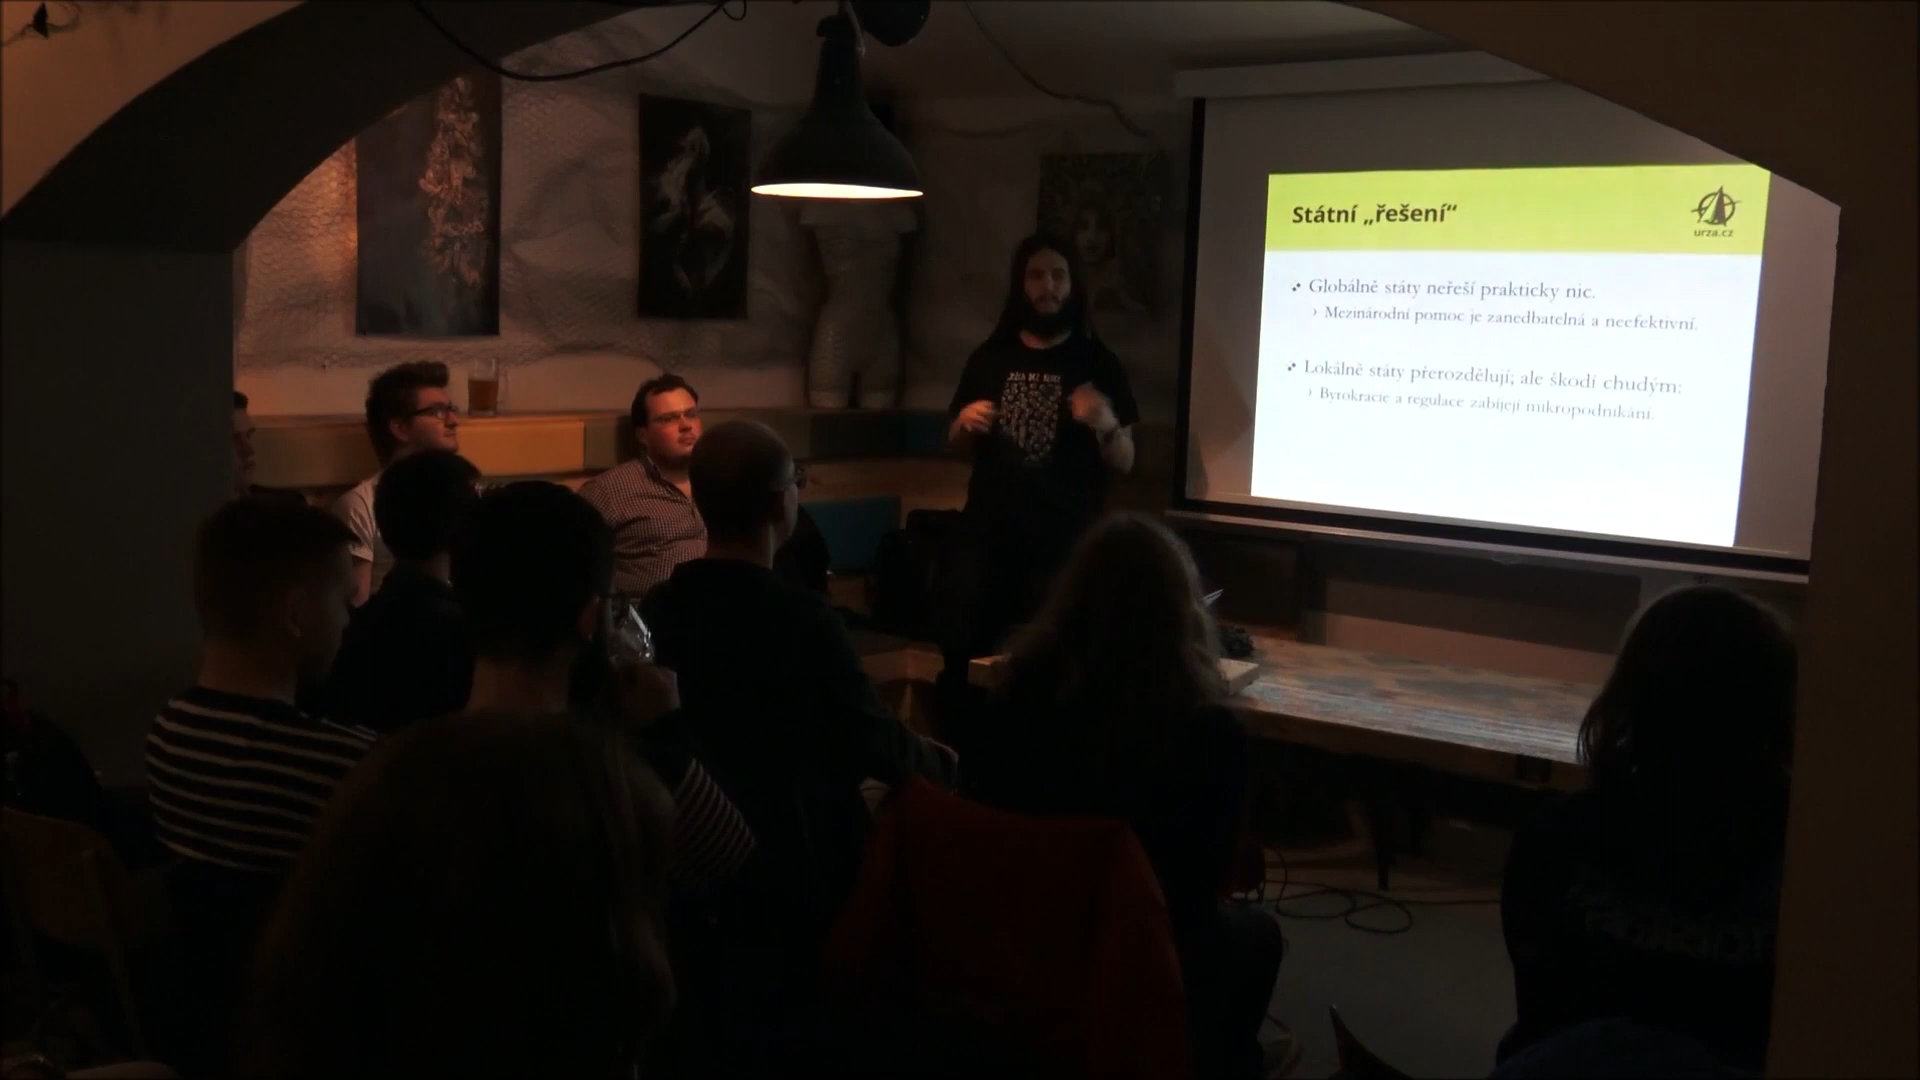 Státní „řešení“
urza.cz
Globálně státy neřeší prakticky nic.
Mezinárodní pomoc je zanedbatelná a neefektivní.
Lokálně státy přerozdělují; ale škodí chudým:
Byrokracie a regulace zabíjejí mikropodnikání.